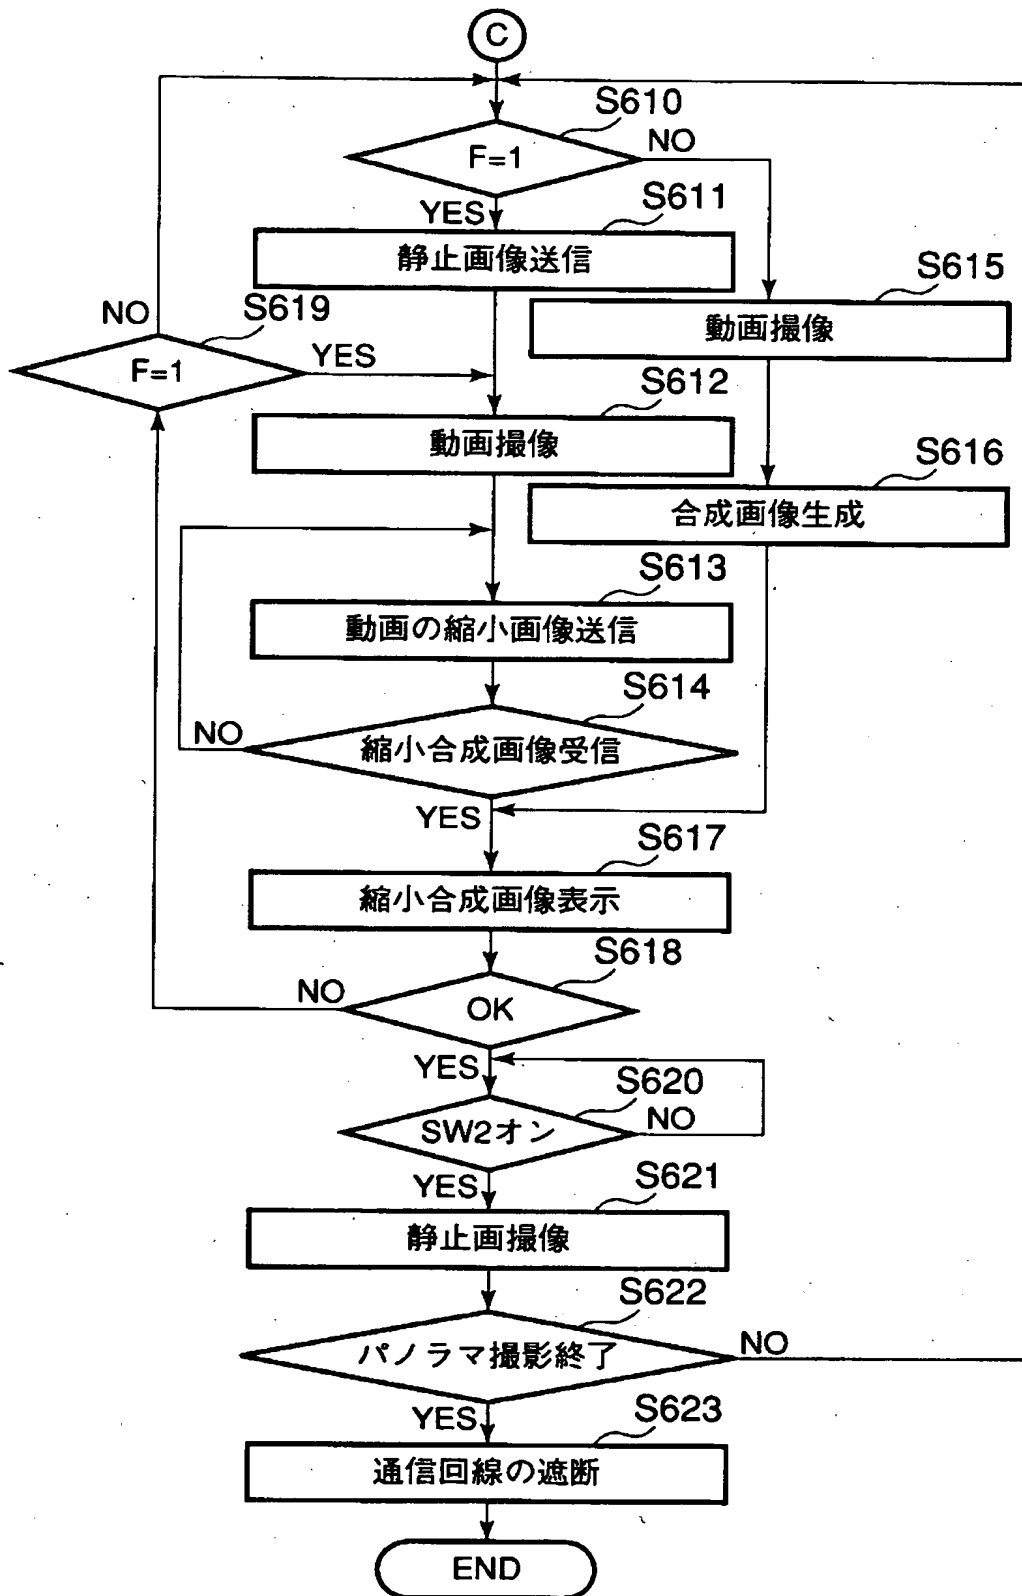 C
S610
F=1
NO
YES
S611
静止画像送信
S615
動画撮像
NO
S619
F=1
YES
S612
動画撮像
S616
合成画像生成
S613
動画の縮小画像送信
S614
NO
縮小合成画像受信
YES
S617
縮小合成画像表示
S618
NO
OK
YES
S620
SW2オン
NO
YES
S621
静止画撮像
S622
パノラマ撮影終了
NO
YES
S623
通信回線の遮断
END